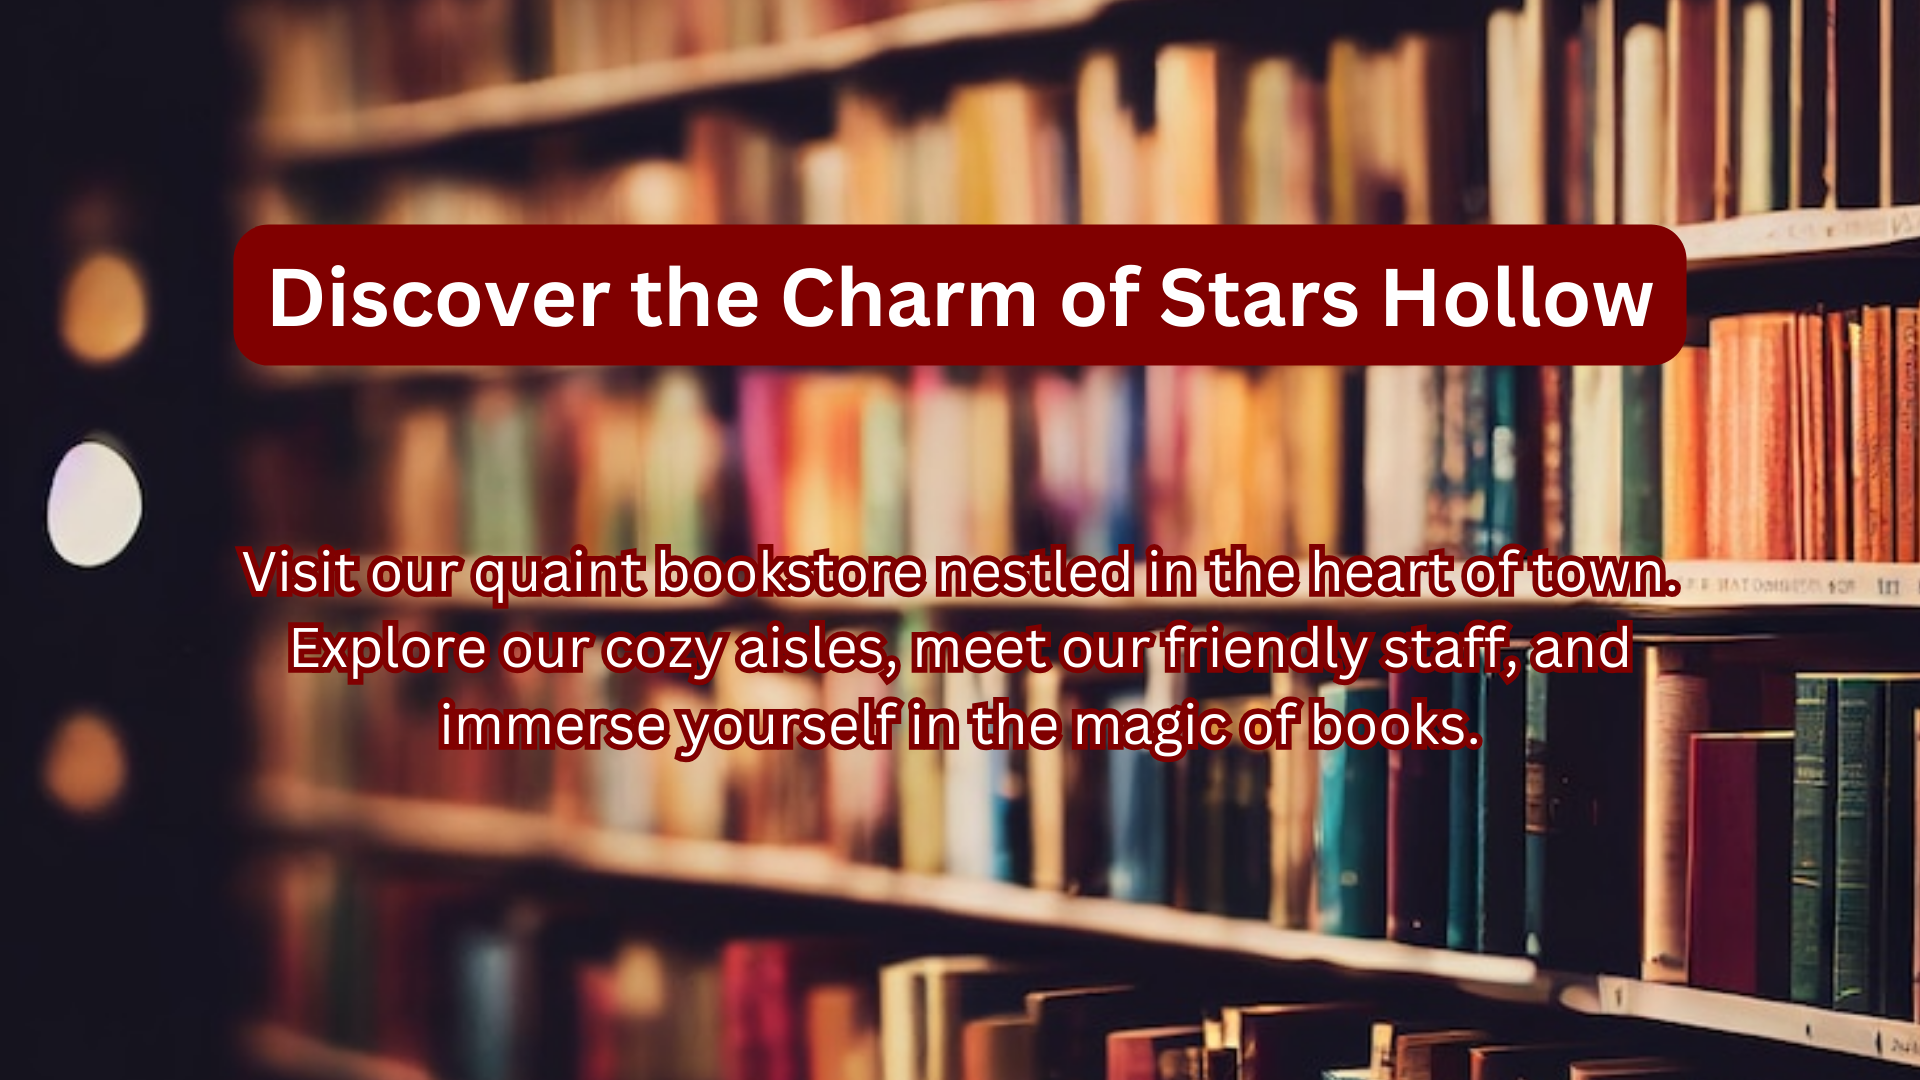 Discover the Charm of Stars Hollow
Visit our quaint bookstore nestled in the heart of town.
Explore our cozy aisles, meet our friendly staff, and
immerse yourself in the magic of books.